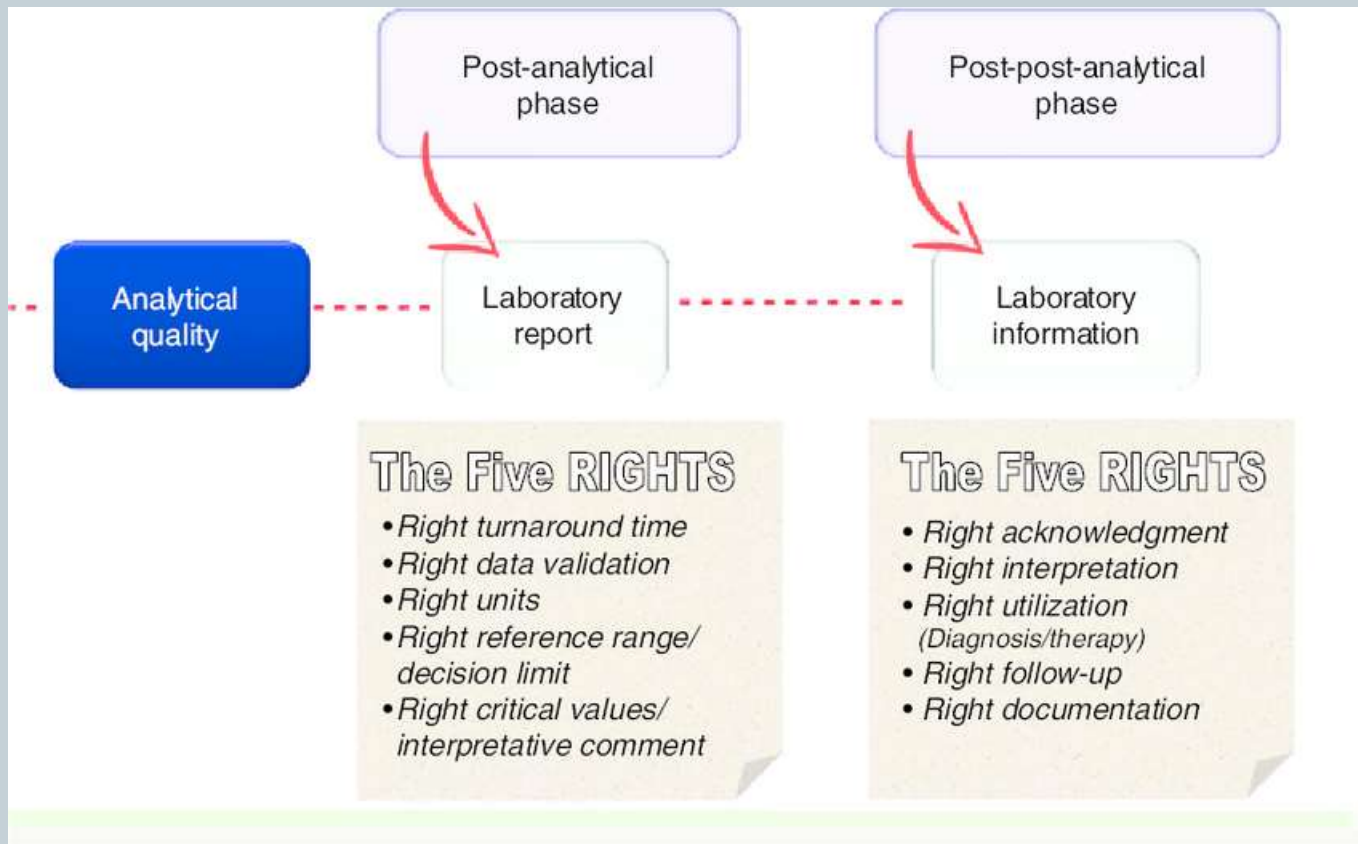 Post-analytical
phase
Post-post-analytical
phase
Analytical
quality
Laboratory
report
Laboratory
information
The Five RIGHTS
• Right turnaround time
• Right data validation
• Right units
• Right reference range/
decision limit
• Right critical values/
interpretative comment
The Five RIGHTS
• Right acknowledgment
• Right interpretation
• Right utilization
(Diagnosis/therapy)
• Right follow-up
• Right documentation